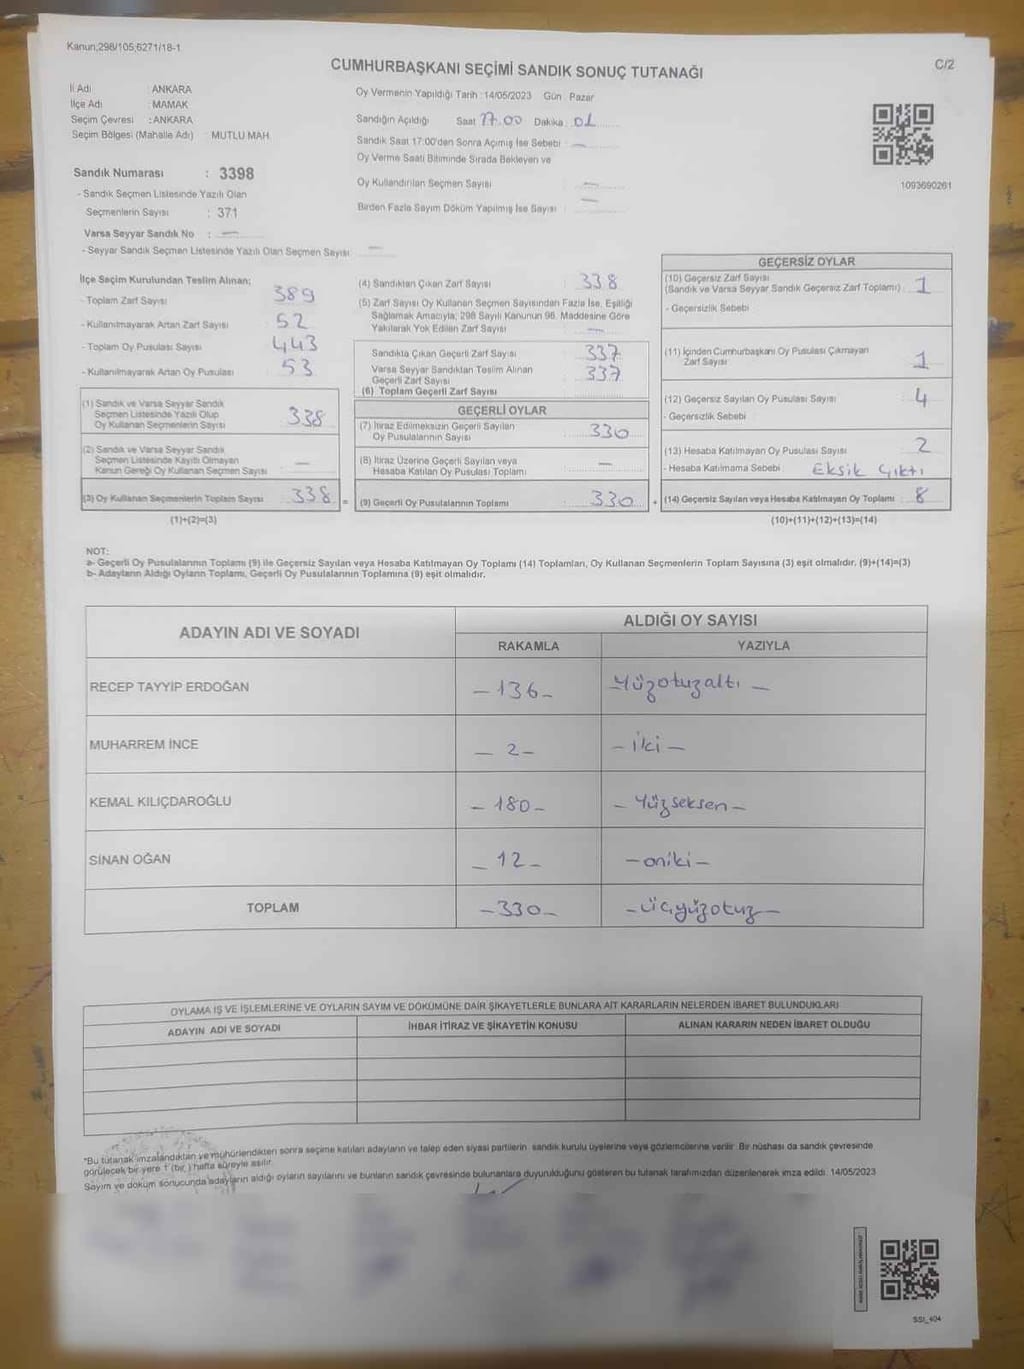 Kanun;298/105,6271/18-1
CUMHURBAŞKANI SEÇİMİ SANDIK SONUÇ TUTANAĞI
C/2
İl Adı : ANKARA
İlçe Adı : MAMAK
Seçim Çevresi : ANKARA
Seçim Bölgesi (Mahalle Adı) : MUTLU MAH.
Oy Vermenin Yapıldığı Tarih :14/05/2023 Gün : Pazar
Sandığın Açıldığı Saat 17.00 Dakika 01
Sandık Saat 17:00'den Sonra Açımış İse Sebebi : —
Oy Verme Saati Bitiminde Sırada Bekleyen ve
Oy Kullandırılan Seçmen Sayısı : —
Birden Fazla Sayım Döküm Yapılmış İse Sayısı : —
1093690261
Sandık Numarası : 3398
- Sandık Seçmen Listesinde Yazılı Olan
Seçmenlerin Sayısı : 371
Varsa Seyyar Sandık No : —
- Seyyar Sandık Seçmen Listesinde Yazılı Olan Seçmen Sayısı : —
İlçe Seçim Kurulundan Teslim Alınan;
- Toplam Zarf Sayısı : 389
- Kullanılmayarak Artan Zarf Sayısı : 52
- Toplam Oy Pusulası Sayısı : 443
- Kullanılmayarak Artan Oy Pusulası : 53
(1) Sandık ve Varsa Seyyar Sandık
Seçmen Listesinde Yazılı Olup
Oy Kullanan Seçmenlerin Sayısı : 338
(2) Sandık ve Varsa Seyyar Sandık
Seçmen Listesinde Kayıtlı Olmayan
Kanun Gereği Oy Kullanan Seçmen Sayısı : —
(3) Oy Kullanan Seçmenlerin Toplam Sayısı : 338 =
(1)+(2)=(3)
(4) Sandıktan Çıkan Zarf Sayısı : 338
(5) Zarf Sayısı Oy Kullanan Seçmen Sayısından Fazla İse, Eşitliği
Sağlamak Amacıyla; 298 Sayılı Kanunun 98. Maddesine Göre
Yakılarak Yok Edilen Zarf Sayısı : —
Sandıkta Çıkan Geçerli Zarf Sayısı : 337
Varsa Seyyar Sandıktan Teslim Alınan
Geçerli Zarf Sayısı : 337
(6) Toplam Geçerli Zarf Sayısı
GEÇERLİ OYLAR
(7) İtiraz Edilmeksizin Geçerli Sayılan
Oy Pusulalarının Sayısı : 330
(8) İtiraz Üzerine Geçerli Sayılan veya
Hesaba Katılan Oy Pusulaları Toplamı : —
(9) Geçerli Oy Pusulalarının Toplamı : 330 +
GEÇERSİZ OYLAR
(10) Geçersiz Zarf Sayısı
(Sandık ve Varsa Seyyar Sandık Geçersiz Zarf Toplamı) : 1
- Geçersizlik Sebebi
(11) İçinden Cumhurbaşkanı Oy Pusulası Çıkmayan
Zarf Sayısı : 1
(12) Geçersiz Sayılan Oy Pusulası Sayısı : 4
- Geçersizlik Sebebi
(13) Hesaba Katılmayan Oy Pusulası Sayısı : 2
- Hesaba Katılmama Sebebi Eksik Çıktı
(14) Geçersiz Sayılan veya Hesaba Katılmayan Oy Toplamı : 8
(10)+(11)+(12)+(13)=(14)
NOT:
a- Geçerli Oy Pusulalarının Toplamı (9) ile Geçersiz Sayılan veya Hesaba Katılmayan Oy Toplamı (14) Toplamları, Oy Kullanan Seçmenlerin Toplam Sayısına (3) eşit olmalıdır. (9)+(14)=(3)
b- Adayların Aldığı Oyların Toplamı, Geçerli Oy Pusulalarının Toplamına (9) eşit olmalıdır.
ADAYIN ADI VE SOYADI
ALDIĞI OY SAYISI
RAKAMLA YAZIYLA
RECEP TAYYİP ERDOĞAN – 136 – – Yüzotuzaltı –
MUHARREM İNCE – 2 – – İki –
KEMAL KILIÇDAROĞLU – 180 – – Yüzseksen –
SİNAN OĞAN – 12 – – oniki –
TOPLAM – 330 – – Üçyüzotuz –
OYLAMA İŞ VE İŞLEMLERİNE VE OYLARIN SAYIM VE DÖKÜMÜNE DAİR ŞİKAYETLERLE BUNLARA AİT KARARLARIN NELERDEN İBARET BULUNDUKLARI
ADAYIN ADI VE SOYADI İHBAR İTİRAZ VE ŞİKAYETİN KONUSU ALINAN KARARIN NEDEN İBARET OLDUĞU
*Bu tutanak imzalandıktan ve mühürlendikten sonra seçime katılan adayların ve talep eden siyasi partilerin sandık kurulu üyelerine veya gözlemcilerine verilir. Bir nüshası da sandık çevresinde
görülecek bir yere 1 (bir ) hafta süreyle asılır.
Sayım ve döküm sonucunda adayların aldığı oyların sayılarını ve bunların sandık çevresinde bulunanlara duyurulduğunu gösteren bu tutanak tarafımızdan düzenlenerek imza edildi. 14/05/2023
SSI_404